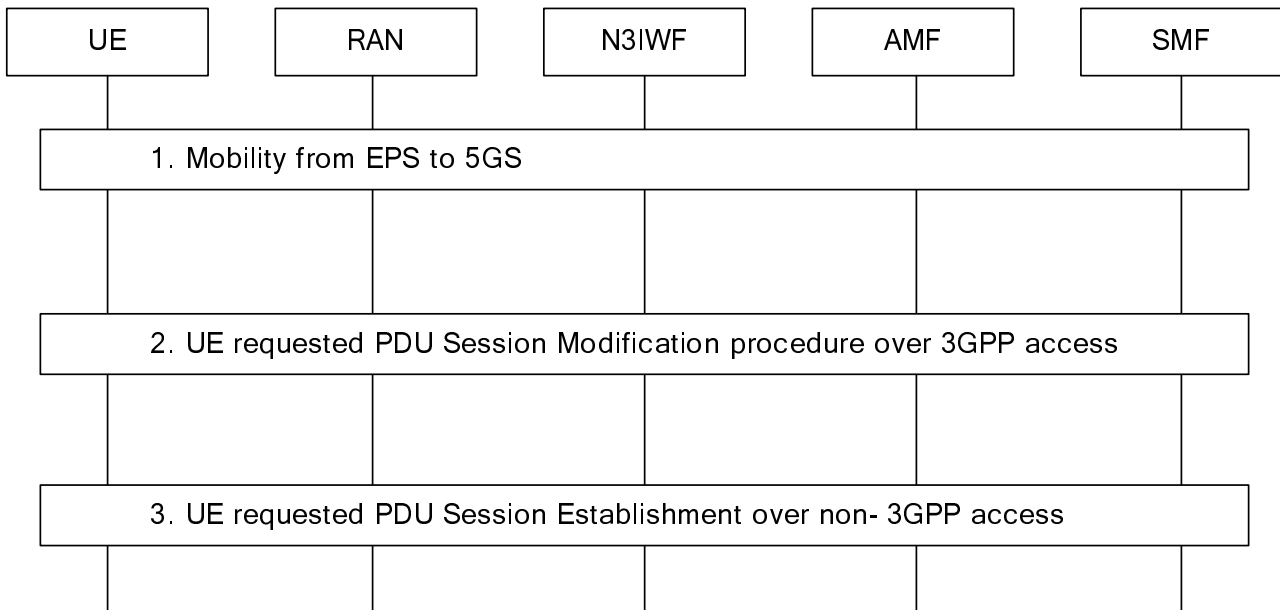 UE RAN N3IWF AMF SMF
1. Mobility from EPS to 5GS
2. UE requested PDU Session Modification procedure over 3GPP access
3. UE requested PDU Session Establishment over non- 3GPP access